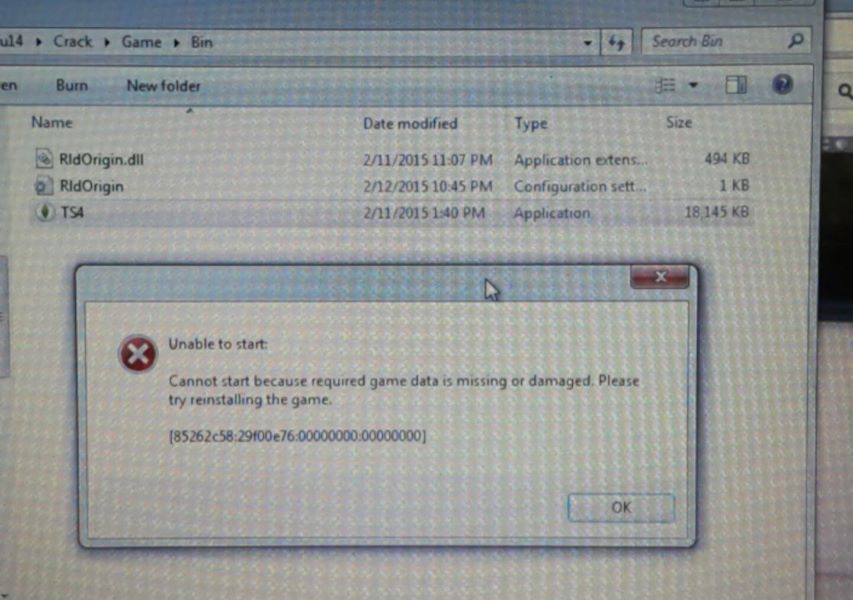 u14 ▸ Crack ▸ Game ▸ Bin
Search Bin
en Burn New folder
Name Date modified Type Size
RldOrigin.dll 2/11/2015 11:07 PM Application extens... 494 KB
RldOrigin 2/12/2015 10:45 PM Configuration sett... 1 KB
TS4 2/11/2015 1:40 PM Application 18,145 KB
Unable to start:
Cannot start because required game data is missing or damaged. Please
try reinstalling the game.
[85262c58:29f00e76:00000000:00000000]
OK